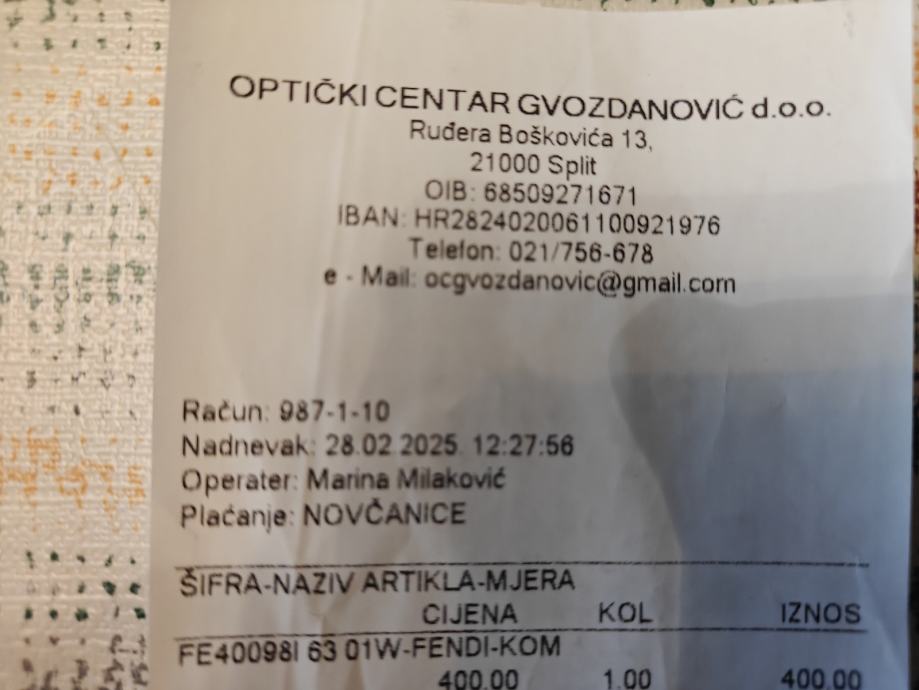 OPTIČKI CENTAR GVOZDANOVIĆ d.o.o.
Ruđera Boškovića 13,
21000 Split
OIB: 68509271671
IBAN: HR2824020061100921976
Telefon: 021/756-678
e - Mail: ocgvozdanovic@gmail.com
Račun: 987-1-10
Nadnevak: 28.02.2025. 12:27:56
Operater: Marina Milaković
Plaćanje: NOVČANICE
ŠIFRA-NAZIV ARTIKLA-MJERA
CIJENA KOL IZNOS
FE40098I 63 01W-FENDI-KOM
400.00 1.00 400.00